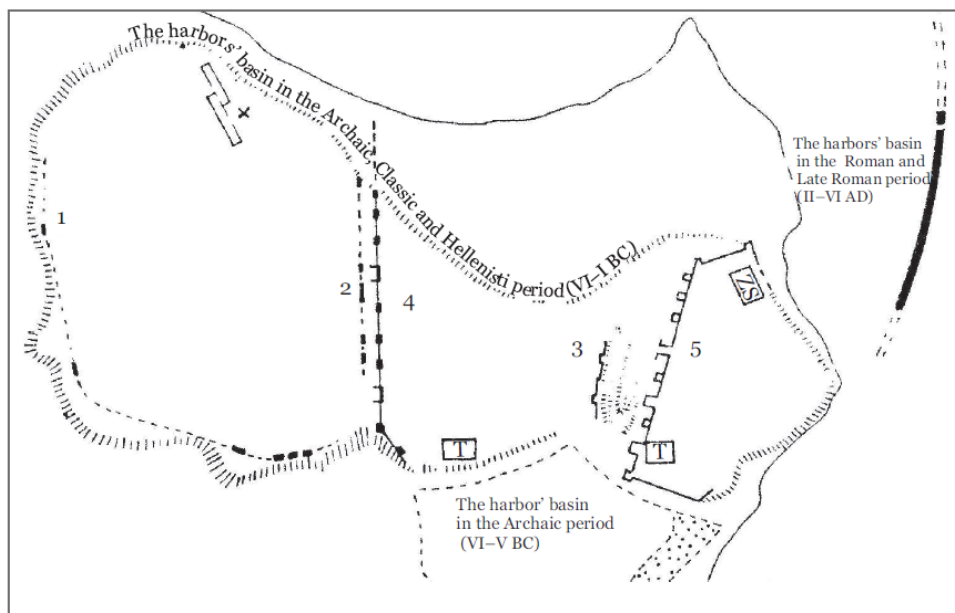 The harbors' basin in the Archaic, Classic and Hellenisti period (VI–I BC)
The harbors' basin
in the Roman and
Late Roman period
(II–VI AD)
1
2
4
3
5
ZS
T
T
The harbor' basin
in the Archaic period
(VI–V BC)